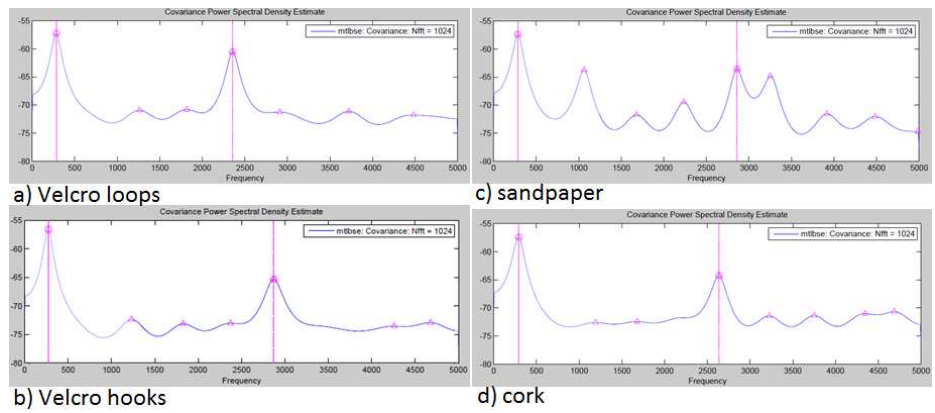 Covariance Power Spectral Density Estimate
mtlbse: Covariance: Nfft = 1024
-55
-60
-65
-70
-75
-80
0 500 1000 1500 2000 2500 3000 3500 4000 4500 5000
Frequency
a) Velcro loops
Covariance Power Spectral Density Estimate
mtlbse: Covariance: Nfft = 1024
-55
-60
-65
-70
-75
-80
0 500 1000 1500 2000 2500 3000 3500 4000 4500 5000
Frequency
b) Velcro hooks
Covariance Power Spectral Density Estimate
mtlbse: Covariance: Nfft = 1024
-55
-60
-65
-70
-75
-80
0 500 1000 1500 2000 2500 3000 3500 4000 4500 5000
Frequency
c) sandpaper
Covariance Power Spectral Density Estimate
mtlbse: Covariance: Nfft = 1024
-55
-60
-65
-70
-75
-80
0 500 1000 1500 2000 2500 3000 3500 4000 4500 5000
Frequency
d) cork